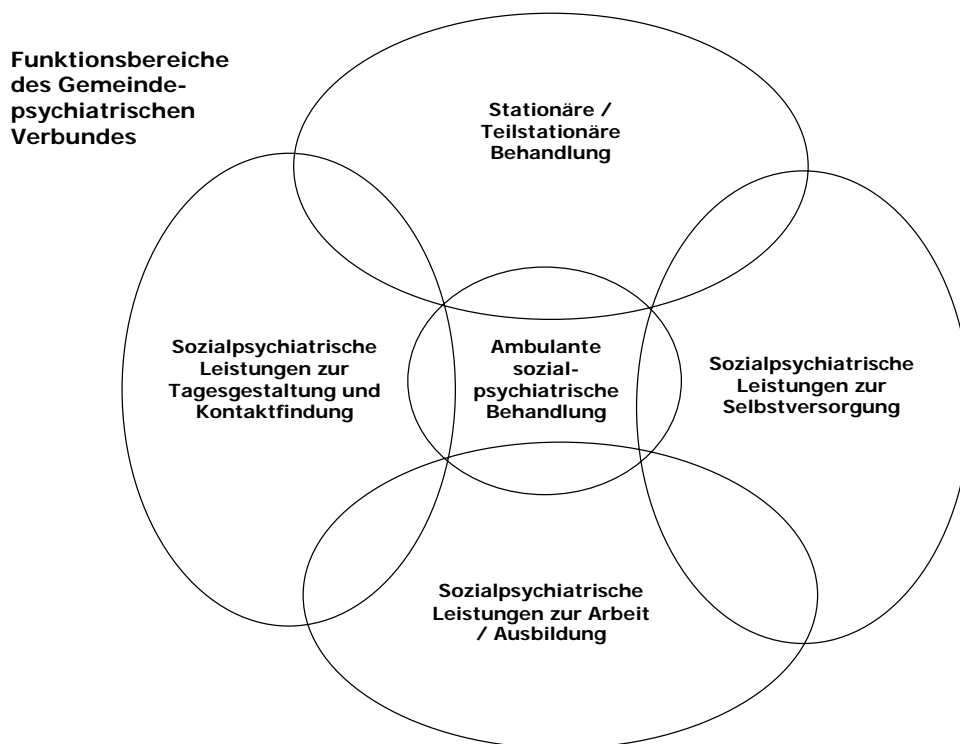 Funktionsbereiche
des Gemeinde-
psychiatrischen
Verbundes
Stationäre /
Teilstationäre
Behandlung
Sozialpsychiatrische
Leistungen zur
Tagesgestaltung und
Kontaktfindung
Ambulante
sozial-
psychiatrische
Behandlung
Sozialpsychiatrische
Leistungen zur
Selbstversorgung
Sozialpsychiatrische
Leistungen zur Arbeit
/ Ausbildung